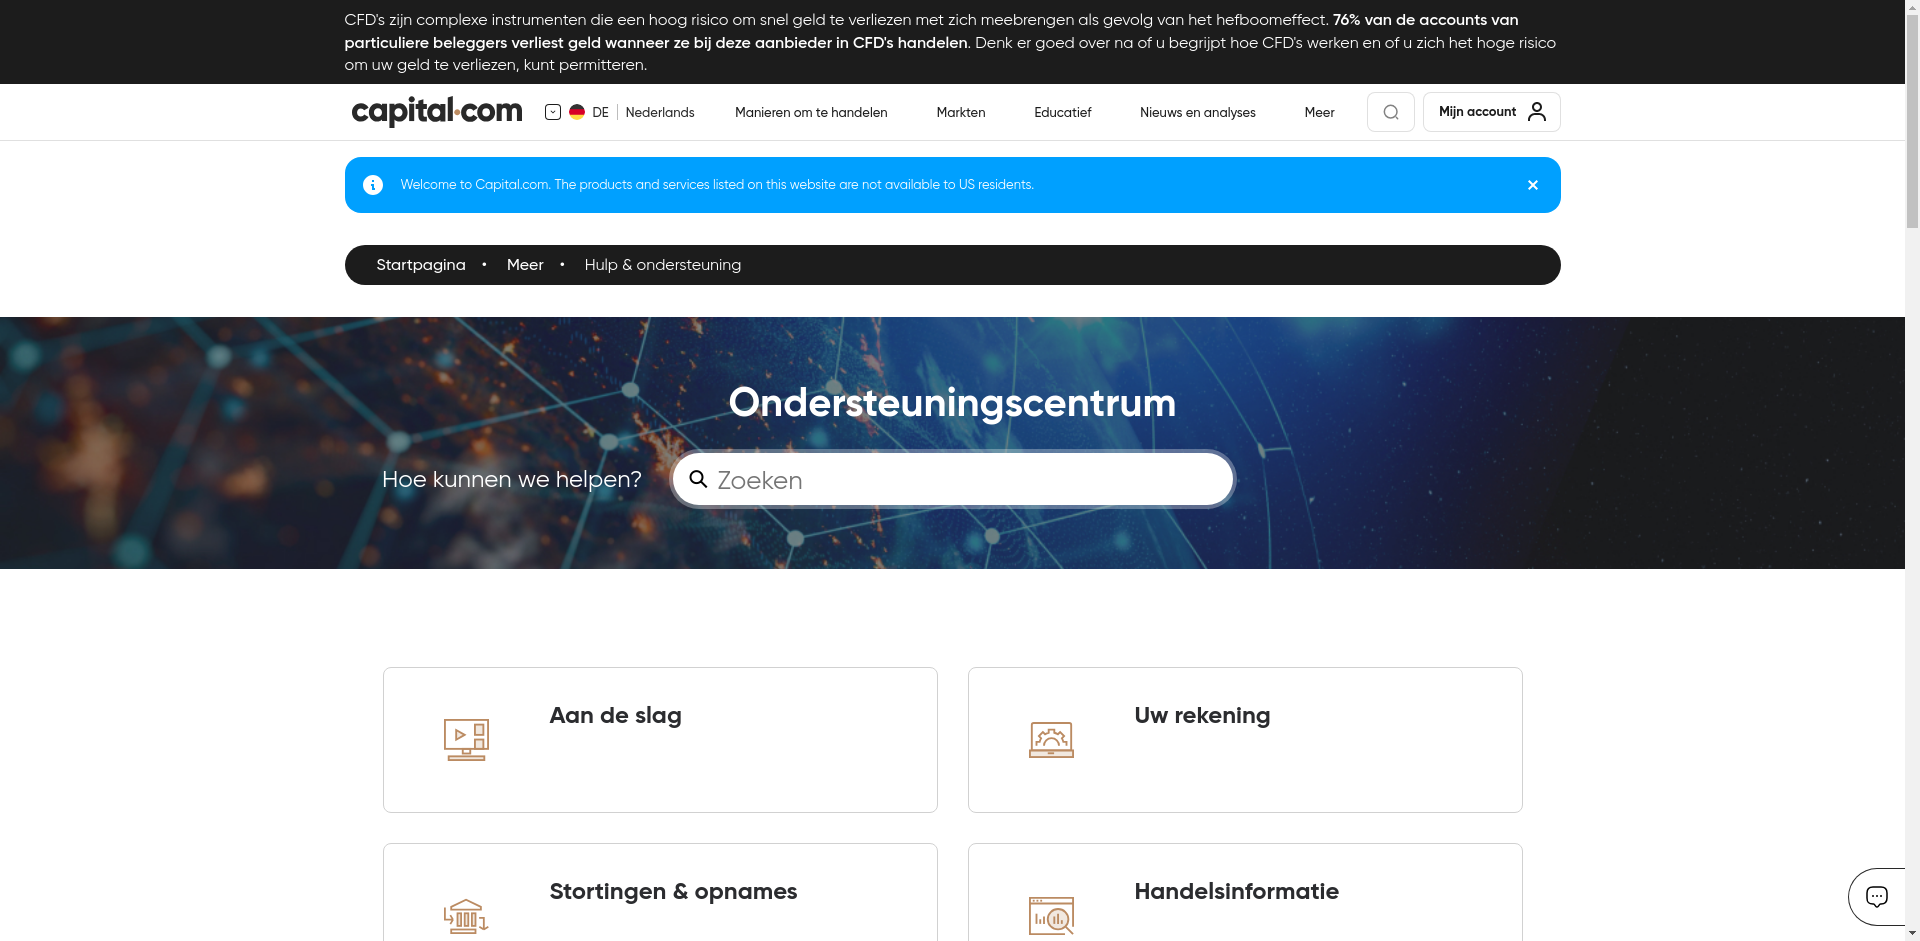 CFD's zijn complexe instrumenten die een hoog risico om snel geld te verliezen met zich meebrengen als gevolg van het hefboomeffect. 76% van de accounts van
particuliere beleggers verliest geld wanneer ze bij deze aanbieder in CFD's handelen. Denk er goed over na of u begrijpt hoe CFD's werken en of u zich het hoge risico
om uw geld te verliezen, kunt permitteren.
capital.com DE Nederlands Manieren om te handelen Markten Educatief Nieuws en analyses Meer Mijn account
Welcome to Capital.com. The products and services listed on this website are not available to US residents.
Startpagina • Meer • Hulp & ondersteuning
Ondersteuningscentrum
Hoe kunnen we helpen? Zoeken
Aan de slag Uw rekening
Stortingen & opnames Handelsinformatie